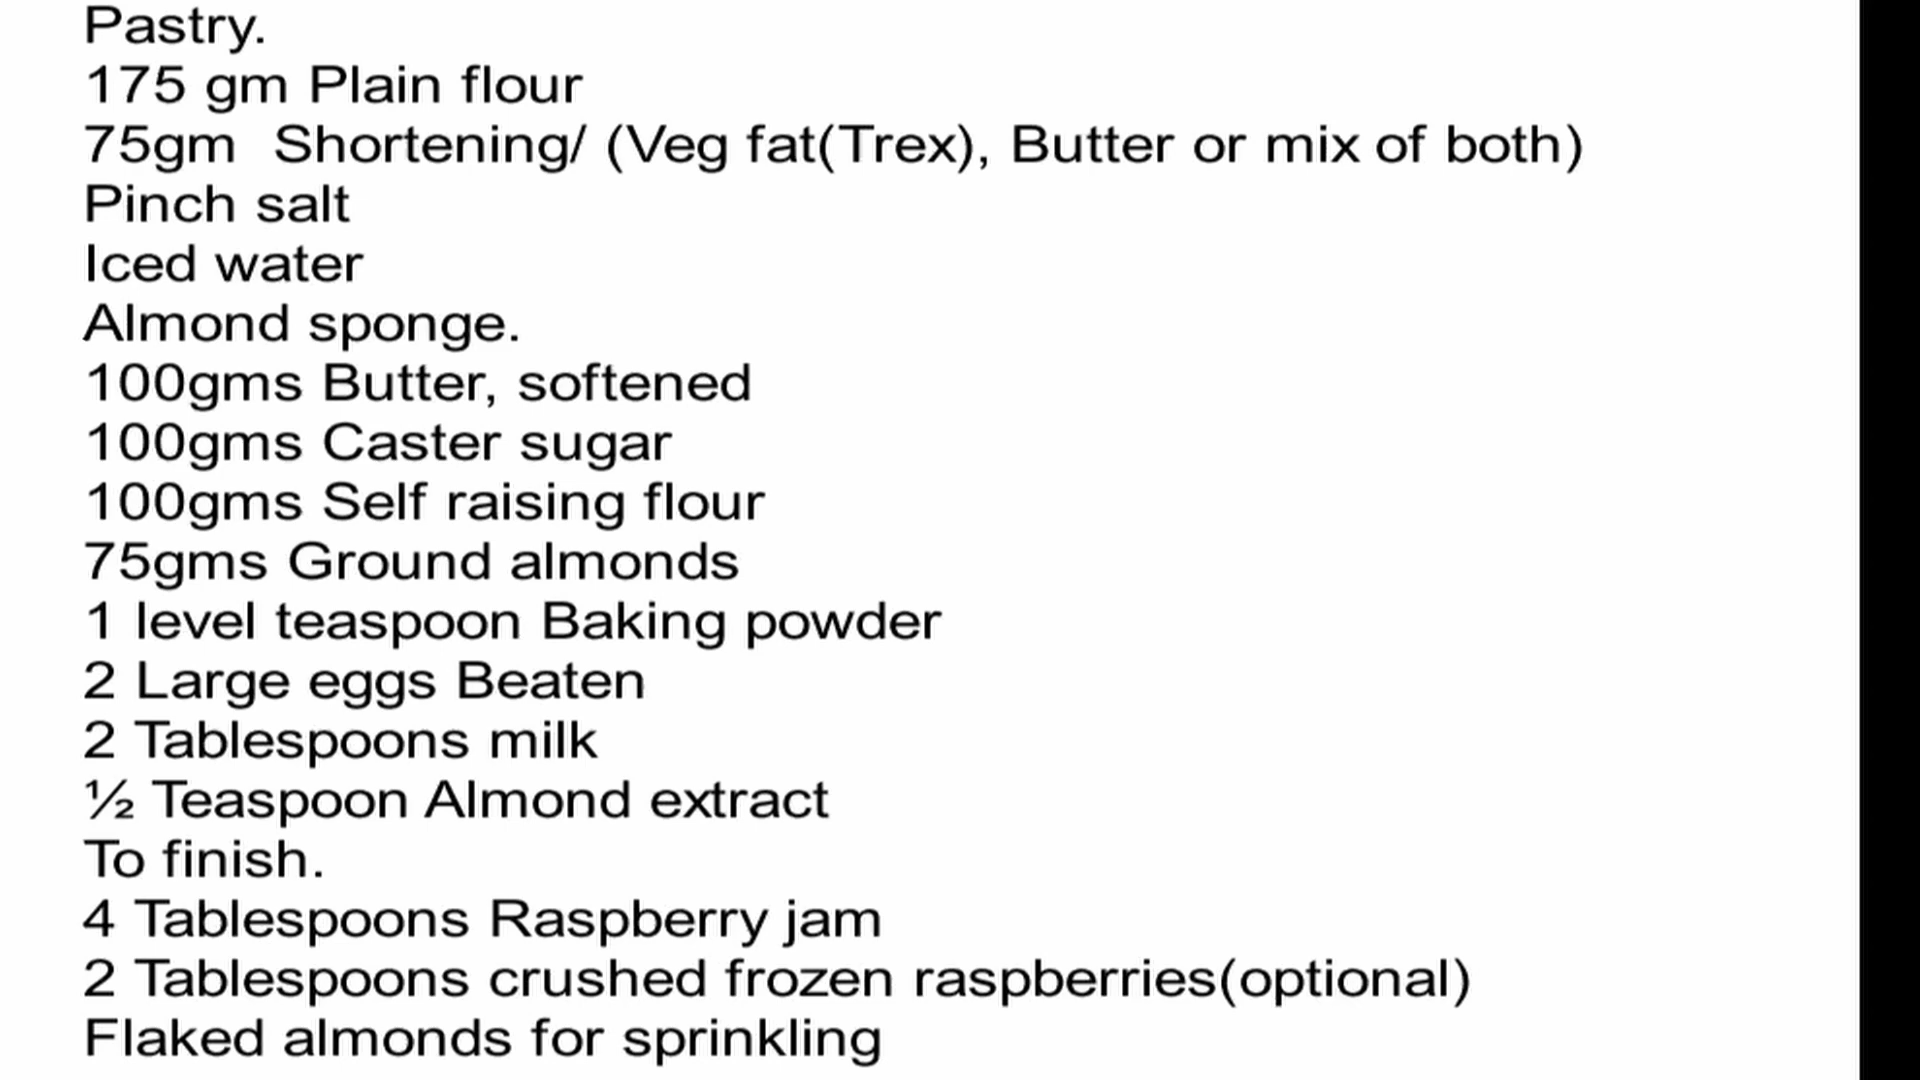 Pastry.
175 gm Plain flour
75gm  Shortening/ (Veg fat(Trex), Butter or mix of both)
Pinch salt
Iced water
Almond sponge.
100gms Butter, softened
100gms Caster sugar
100gms Self raising flour
75gms Ground almonds
1 level teaspoon Baking powder
2 Large eggs Beaten
2 Tablespoons milk
½ Teaspoon Almond extract
To finish.
4 Tablespoons Raspberry jam
2 Tablespoons crushed frozen raspberries(optional)
Flaked almonds for sprinkling